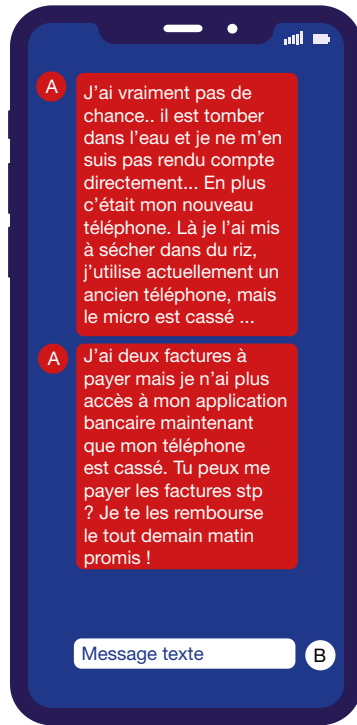 A
J'ai vraiment pas de
chance.. il est tomber
dans l'eau et je ne m'en
suis pas rendu compte
directement... En plus
c'était mon nouveau
téléphone. Là je l'ai mis
à sécher dans du riz,
j'utilise actuellement un
ancien téléphone, mais
le micro est cassé ...
A
J'ai deux factures à
payer mais je n'ai plus
accès à mon application
bancaire maintenant
que mon téléphone
est cassé. Tu peux me
payer les factures stp
? Je te les rembourse
le tout demain matin
promis !
Message texte
B